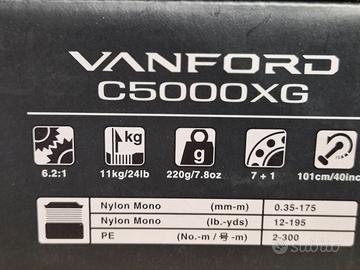 VANFORD
C5000XG
kg
g
6.2:1
11kg/24lb
220g/7.8oz
7 + 1
101cm/40inc
Nylon Mono (mm-m) 0.35-175
Nylon Mono (lb.-yds) 12-195
PE (No.-m / 号-m) 2-300
subito